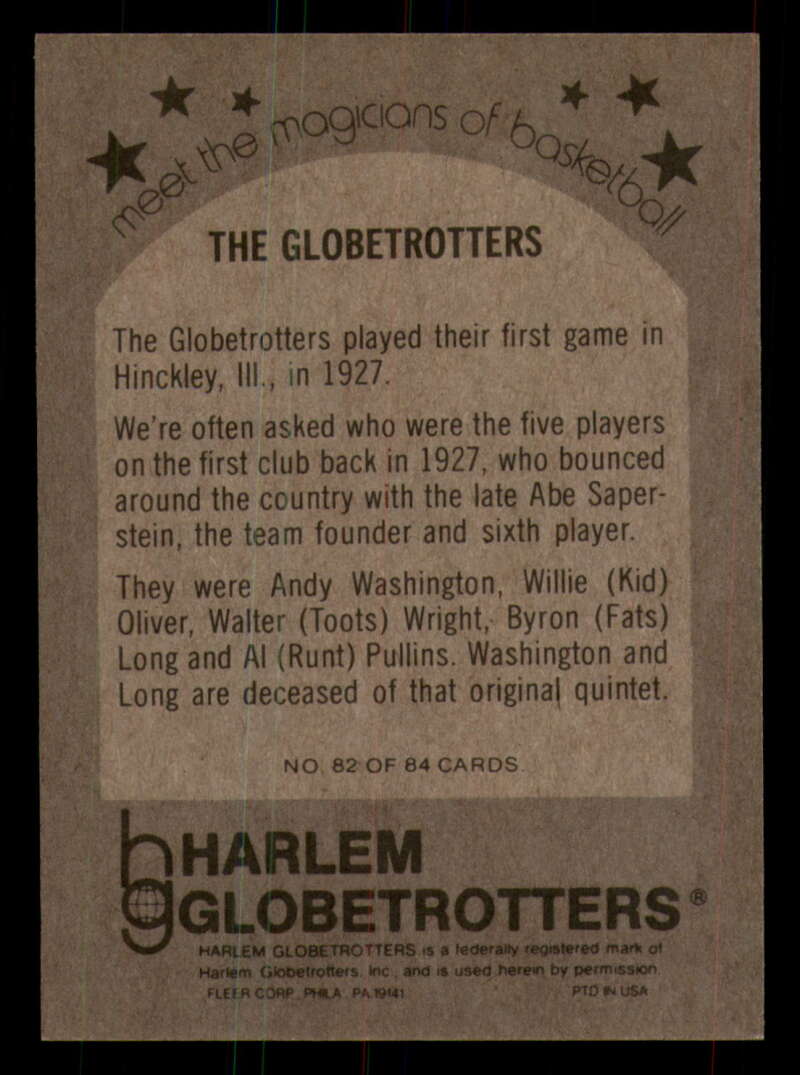 meet the magicians of basketball
THE GLOBETROTTERS
The Globetrotters played their first game in
Hinckley, Ill., in 1927.
We're often asked who were the five players
on the first club back in 1927, who bounced
around the country with the late Abe Saper-
stein, the team founder and sixth player.
They were Andy Washington, Willie (Kid)
Oliver, Walter (Toots) Wright, Byron (Fats)
Long and Al (Runt) Pullins. Washington and
Long are deceased of that original quintet.
NO. 82 OF 84 CARDS
hg HARLEM
GLOBETROTTERS®
HARLEM GLOBETROTTERS is a federally registered mark of
Harlem Globetrotters, Inc., and is used herein by permission
FLEER CORP., PHILA., PA 19141 PTD IN USA